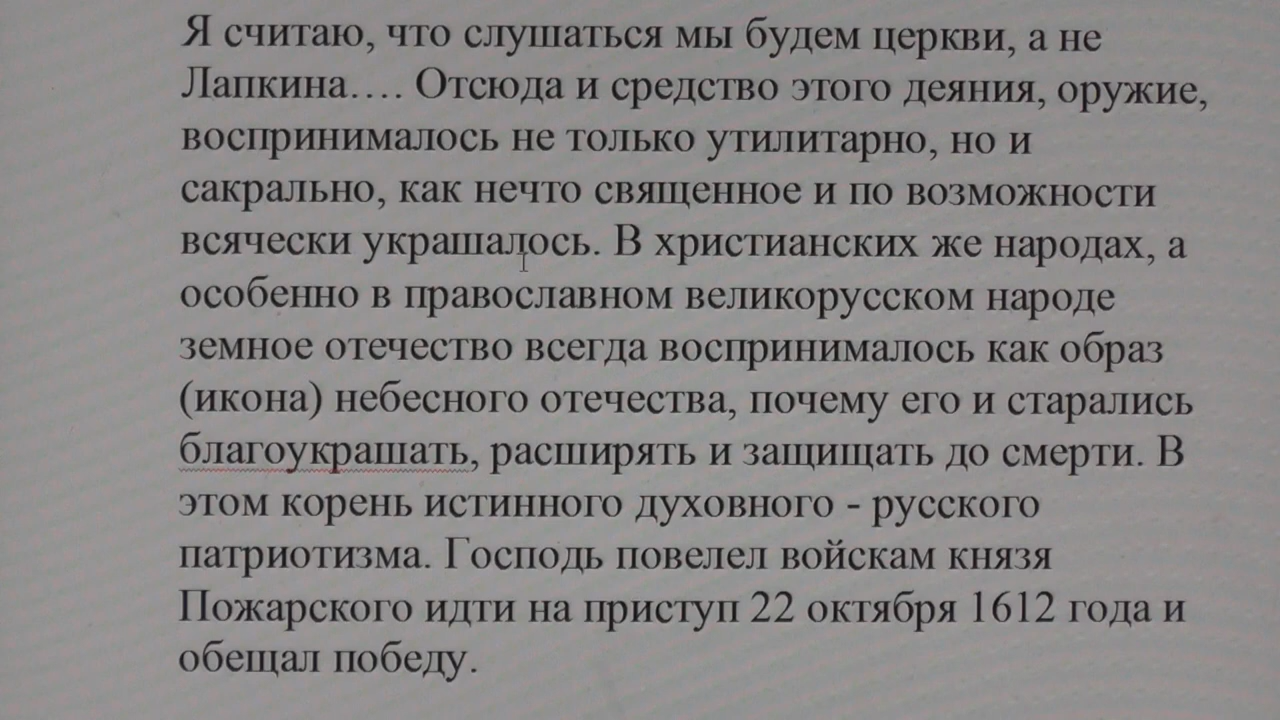 Я считаю, что слушаться мы будем церкви, а не
Лапкина…. Отсюда и средство этого деяния, оружие,
воспринималось не только утилитарно, но и
сакрально, как нечто священное и по возможности
всячески украшалось. В христианских же народах, а
особенно в православном великорусском народе
земное отечество всегда воспринималось как образ
(икона) небесного отечества, почему его и старались
благоукрашать, расширять и защищать до смерти. В
этом корень истинного духовного - русского
патриотизма. Господь повелел войскам князя
Пожарского идти на приступ 22 октября 1612 года и
обещал победу.